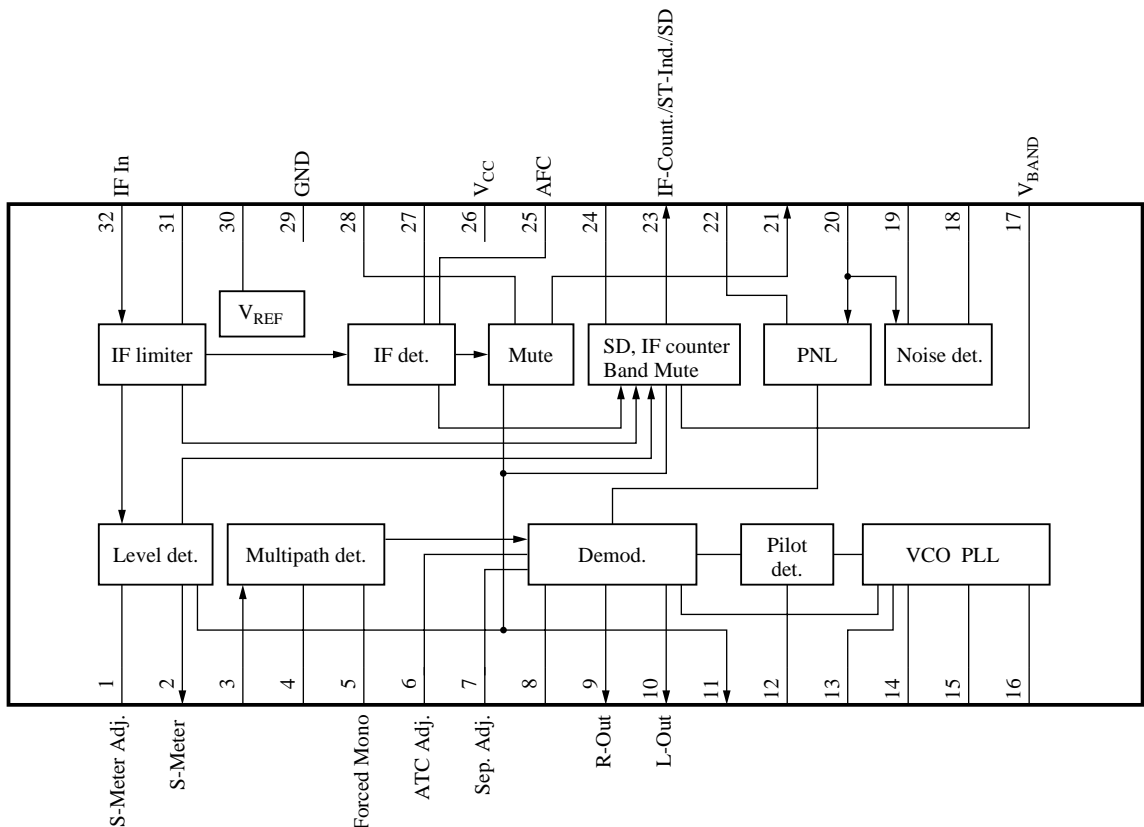 IF In
GND
V_CC
AFC
IF-Count./ST-Ind./SD
V_BAND
32
31
30
29
28
27
26
25
24
23
22
21
20
19
18
17
V_REF
IF limiter
IF det.
Mute
SD, IF counter
Band Mute
PNL
Noise det.
Level det.
Multipath det.
Demod.
Pilot
det.
VCO PLL
1
2
3
4
5
6
7
8
9
10
11
12
13
14
15
16
S-Meter Adj.
S-Meter
Forced Mono
ATC Adj.
Sep. Adj.
R-Out
L-Out